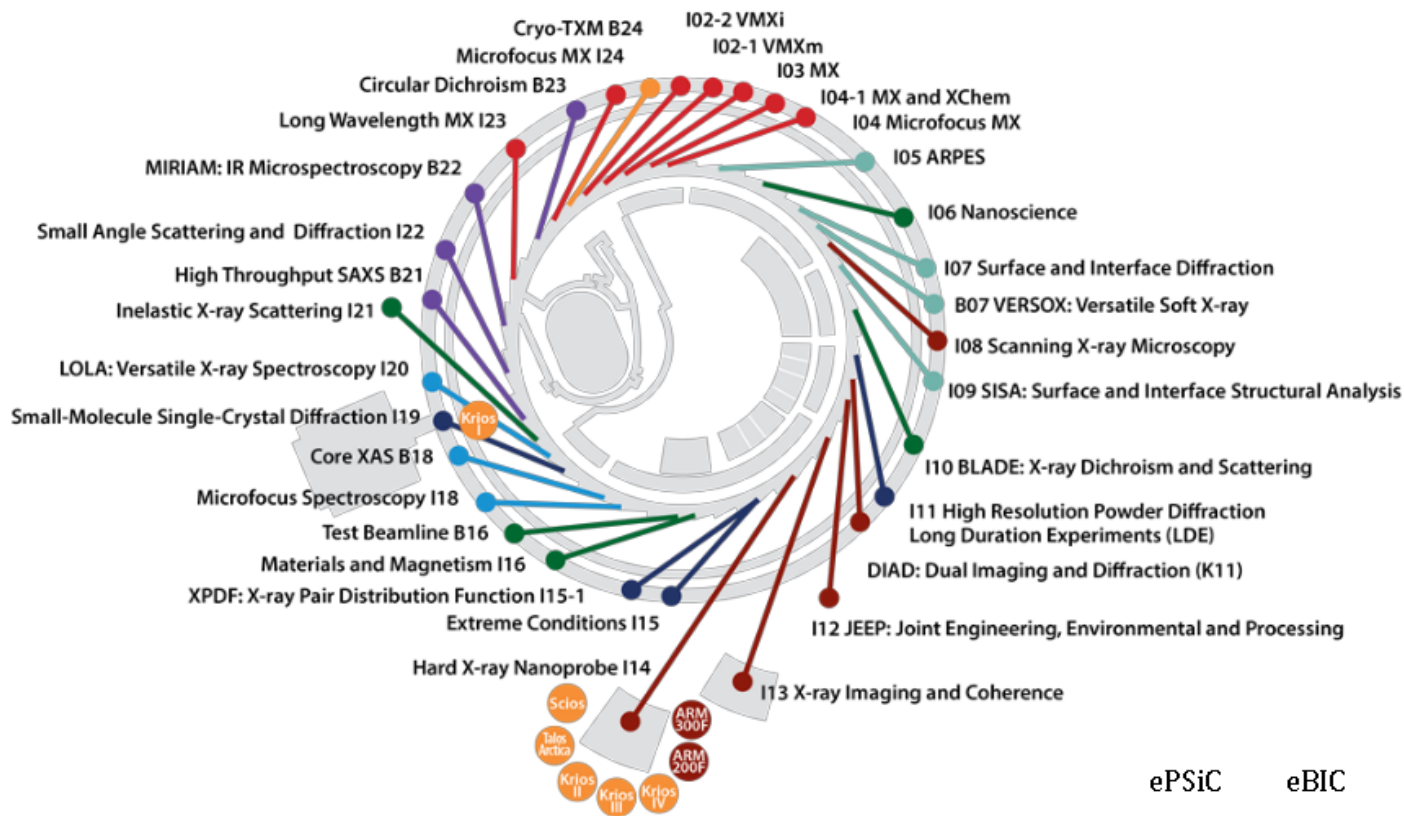 Cryo-TXM B24
Microfocus MX I24
Circular Dichroism B23
Long Wavelength MX I23
MIRIAM: IR Microspectroscopy B22
Small Angle Scattering and Diffraction I22
High Throughput SAXS B21
Inelastic X-ray Scattering I21
LOLA: Versatile X-ray Spectroscopy I20
Small-Molecule Single-Crystal Diffraction I19
Krios
I
Core XAS B18
Microfocus Spectroscopy I18
Test Beamline B16
Materials and Magnetism I16
XPDF: X-ray Pair Distribution Function I15-1
Extreme Conditions I15
Hard X-ray Nanoprobe I14
I02-2 VMXi
I02-1 VMXm
I03 MX
I04-1 MX and XChem
I04 Microfocus MX
I05 ARPES
I06 Nanoscience
I07 Surface and Interface Diffraction
B07 VERSOX: Versatile Soft X-ray
I08 Scanning X-ray Microscopy
I09 SISA: Surface and Interface Structural Analysis
I10 BLADE: X-ray Dichroism and Scattering
I11 High Resolution Powder Diffraction
Long Duration Experiments (LDE)
DIAD: Dual Imaging and Diffraction (K11)
I12 JEEP: Joint Engineering, Environmental and Processing
I13 X-ray Imaging and Coherence
Scios
Talos
Arctica
Krios
II
Krios
III
Krios
IV
ARM
300F
ARM
200F
ePSiC
eBIC